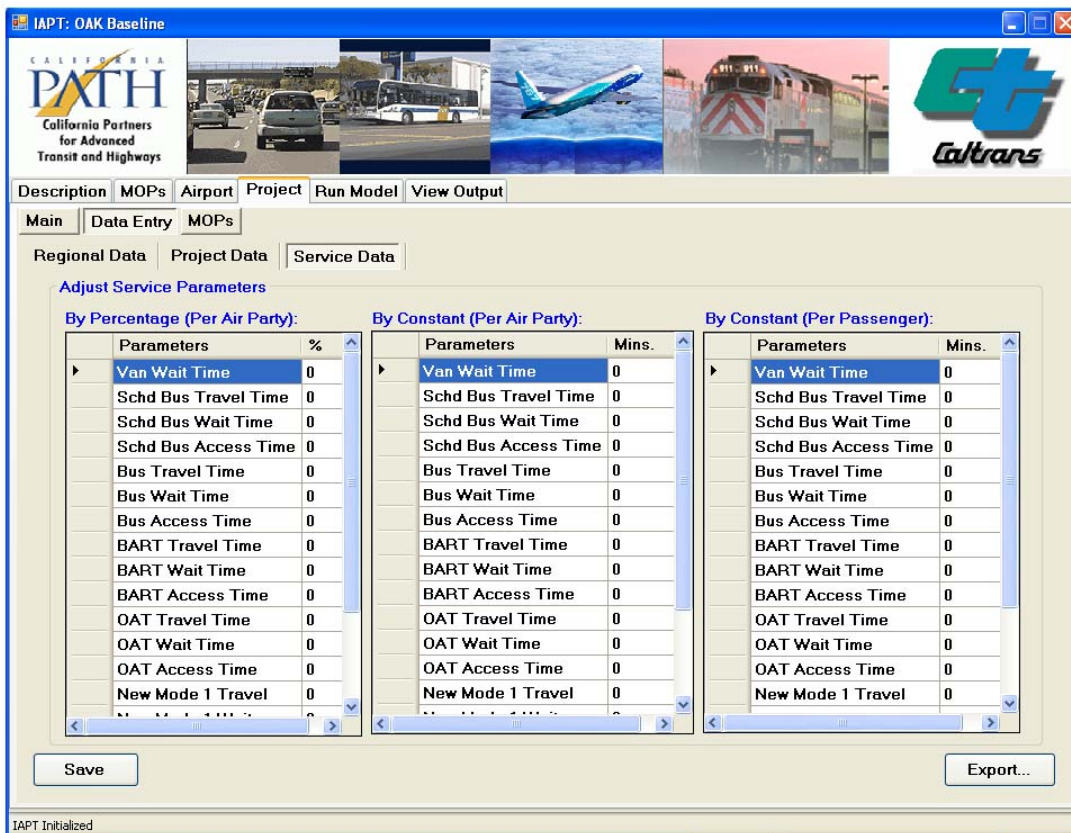 IAPT: OAK Baseline
CALIFORNIA
PATH
California Partners
for Advanced
Transit and Highways
911 911
Caltrans
Description MOPs Airport Project Run Model View Output
Main Data Entry MOPs
Regional Data Project Data Service Data
Adjust Service Parameters
By Percentage (Per Air Party): By Constant (Per Air Party): By Constant (Per Passenger):
Parameters % Parameters Mins. Parameters Mins.
Van Wait Time 0 Van Wait Time 0 Van Wait Time 0
Schd Bus Travel Time 0 Schd Bus Travel Time 0 Schd Bus Travel Time 0
Schd Bus Wait Time 0 Schd Bus Wait Time 0 Schd Bus Wait Time 0
Schd Bus Access Time 0 Schd Bus Access Time 0 Schd Bus Access Time 0
Bus Travel Time 0 Bus Travel Time 0 Bus Travel Time 0
Bus Wait Time 0 Bus Wait Time 0 Bus Wait Time 0
Bus Access Time 0 Bus Access Time 0 Bus Access Time 0
BART Travel Time 0 BART Travel Time 0 BART Travel Time 0
BART Wait Time 0 BART Wait Time 0 BART Wait Time 0
BART Access Time 0 BART Access Time 0 BART Access Time 0
OAT Travel Time 0 OAT Travel Time 0 OAT Travel Time 0
OAT Wait Time 0 OAT Wait Time 0 OAT Wait Time 0
OAT Access Time 0 OAT Access Time 0 OAT Access Time 0
New Mode 1 Travel 0 New Mode 1 Travel 0 New Mode 1 Travel 0
Save Export...
IAPT Initialized